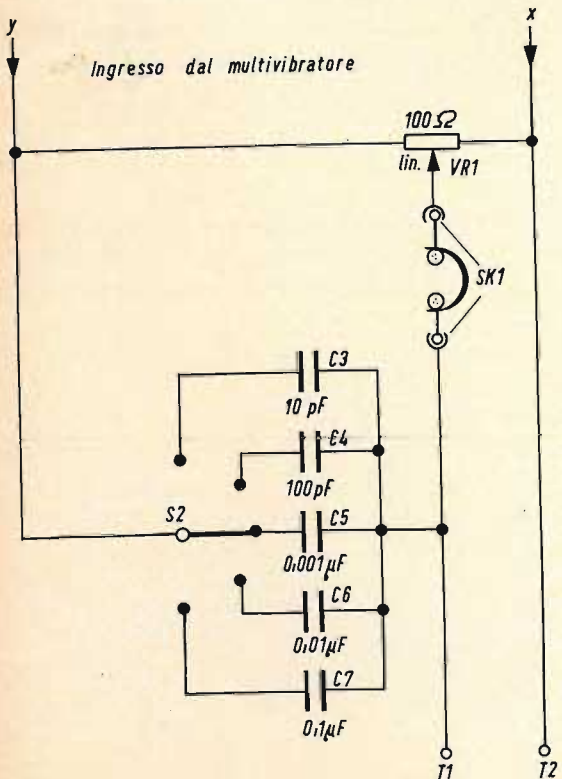 y
x
Ingresso dal multivibratore
100Ω
lin. VR1
SK1
C3
10 pF
C4
100pF
S2
C5
0,001µF
C6
0,01µF
C7
0,1µF
T1 T2